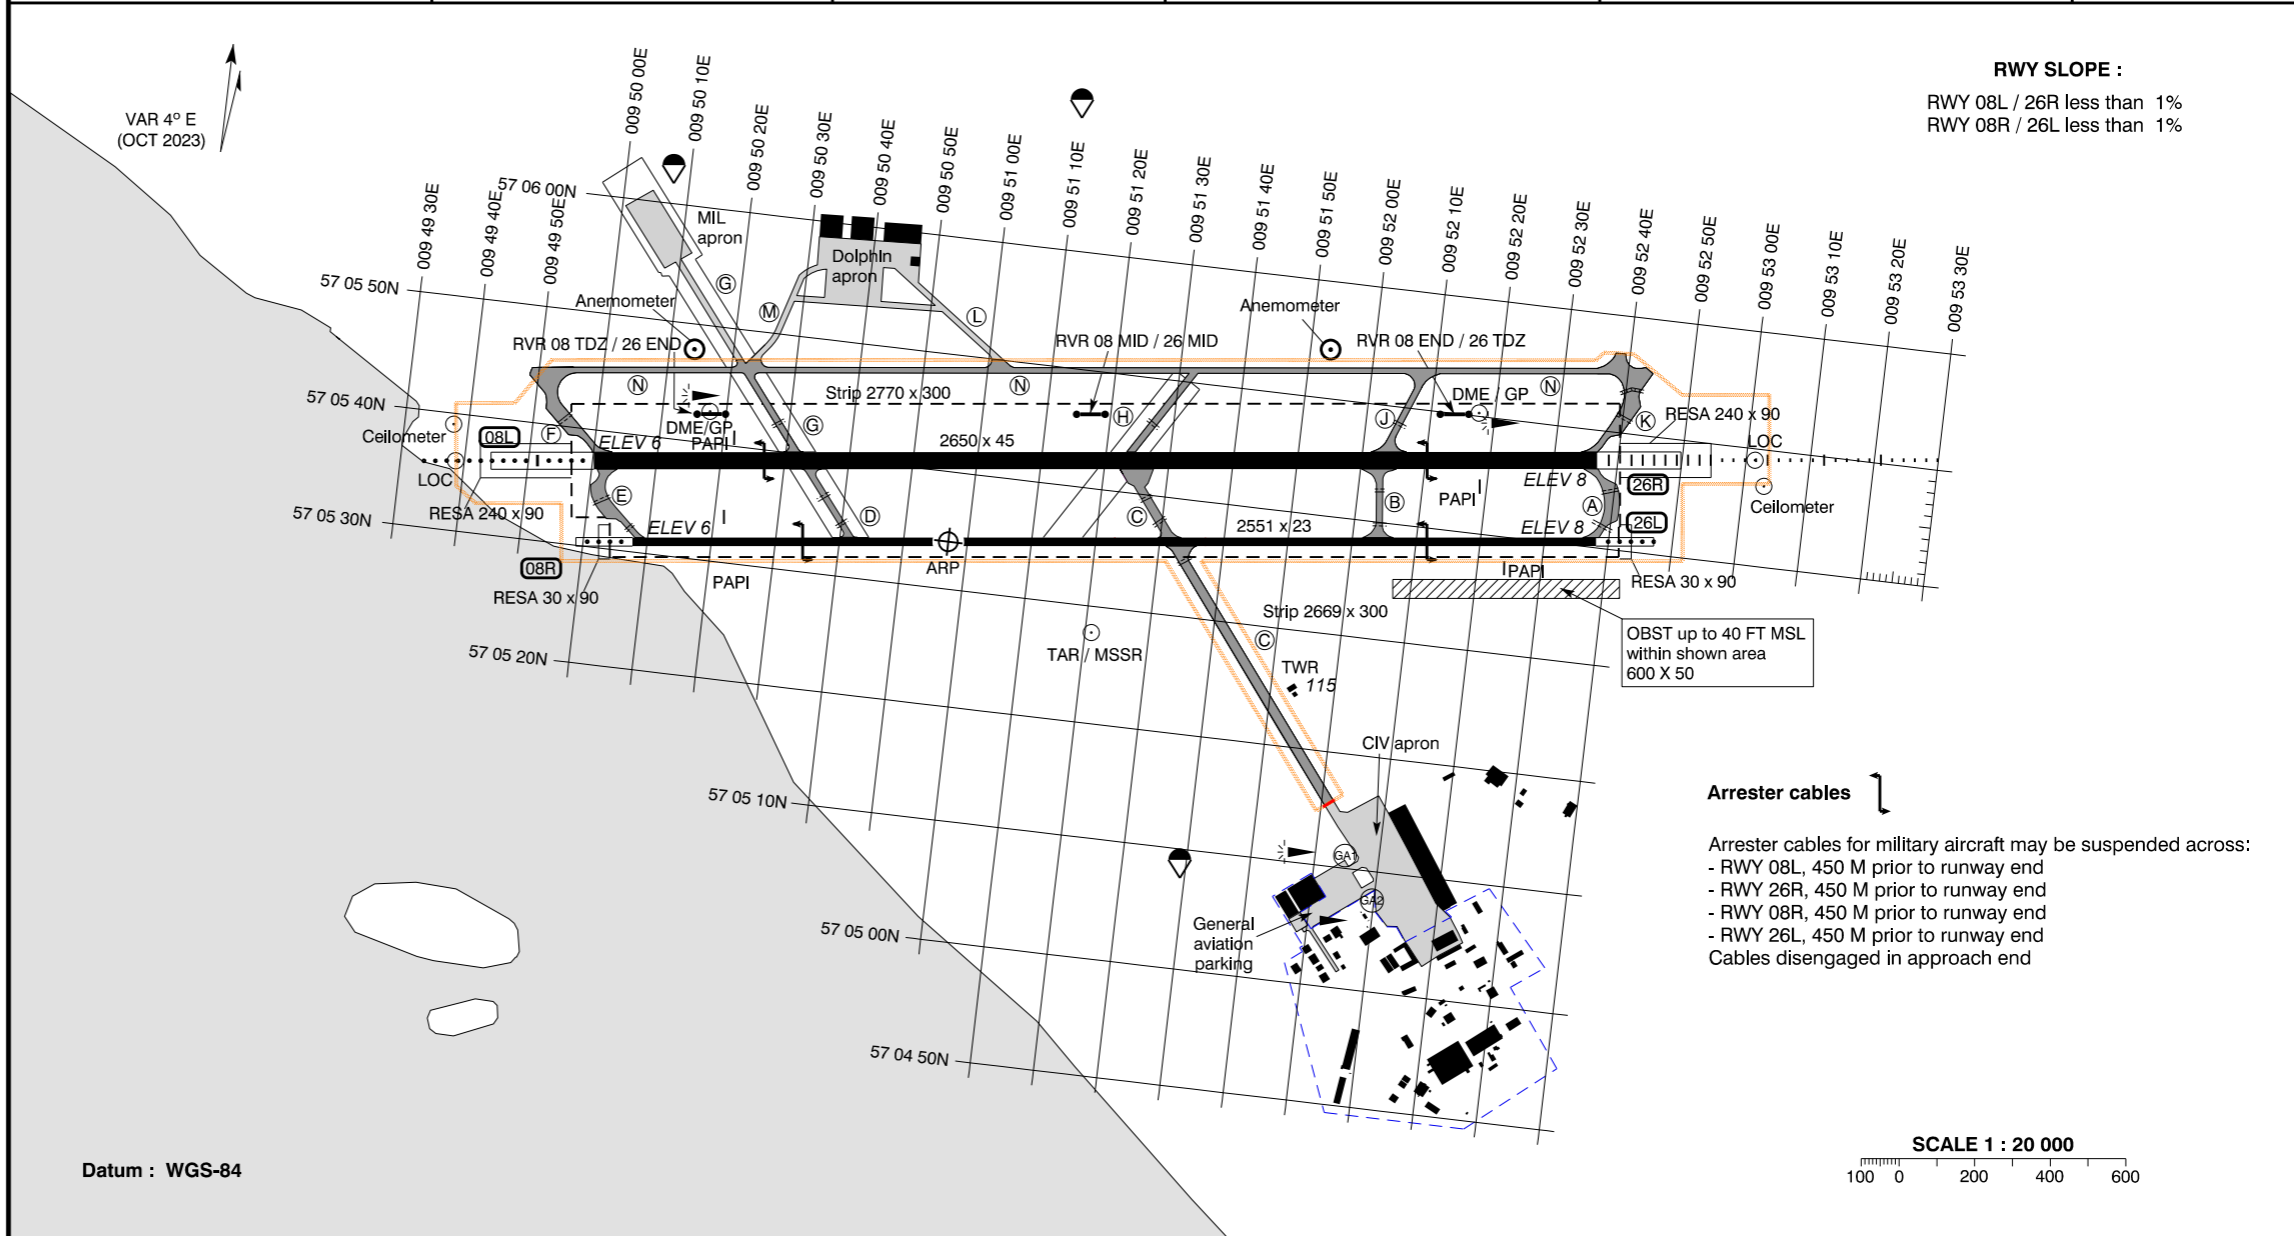 RWY SLOPE :
RWY 08L / 26R less than 1%
RWY 08R / 26L less than 1%
VAR 4º E
(OCT 2023)
009 49 30E
009 49 40E
009 49 50E
009 50 00E
009 50 10E
009 50 20E
009 50 30E
009 50 40E
009 50 50E
009 51 00E
009 51 10E
009 51 20E
009 51 30E
009 51 40E
009 51 50E
009 52 00E
009 52 10E
009 52 20E
009 52 30E
009 52 40E
009 52 50E
009 53 00E
009 53 10E
009 53 20E
009 53 30E
57 06 00N
57 05 50N
57 05 40N
57 05 30N
57 05 20N
57 05 10N
57 05 00N
57 04 50N
MIL
apron
Dolphin
apron
G
M
L
Anemometer
Anemometer
RVR 08 TDZ / 26 END
RVR 08 MID / 26 MID
RVR 08 END / 26 TDZ
N
N
N
Strip 2770 x 300
DME / GP
RESA 240 x 90
DME/GP
PAPI
G
H
J
K
F
Ceilometer
08L
ELEV 6
2650 x 45
LOC
LOC
ELEV 8
26R
PAPI
Ceilometer
RESA 240 x 90
E
ELEV 6
D
C
B
A
2551 x 23
ELEV 8
26L
08R
ARP
PAPI
PAPI
RESA 30 x 90
RESA 30 x 90
Strip 2669 x 300
C
TAR / MSSR
TWR
115
OBST up to 40 FT MSL
within shown area
600 X 50
CIV apron
GA1
GA2
General
aviation
parking
Arrester cables
Arrester cables for military aircraft may be suspended across:
- RWY 08L, 450 M prior to runway end
- RWY 26R, 450 M prior to runway end
- RWY 08R, 450 M prior to runway end
- RWY 26L, 450 M prior to runway end
Cables disengaged in approach end
Datum : WGS-84
SCALE 1 : 20 000
100 0 200 400 600